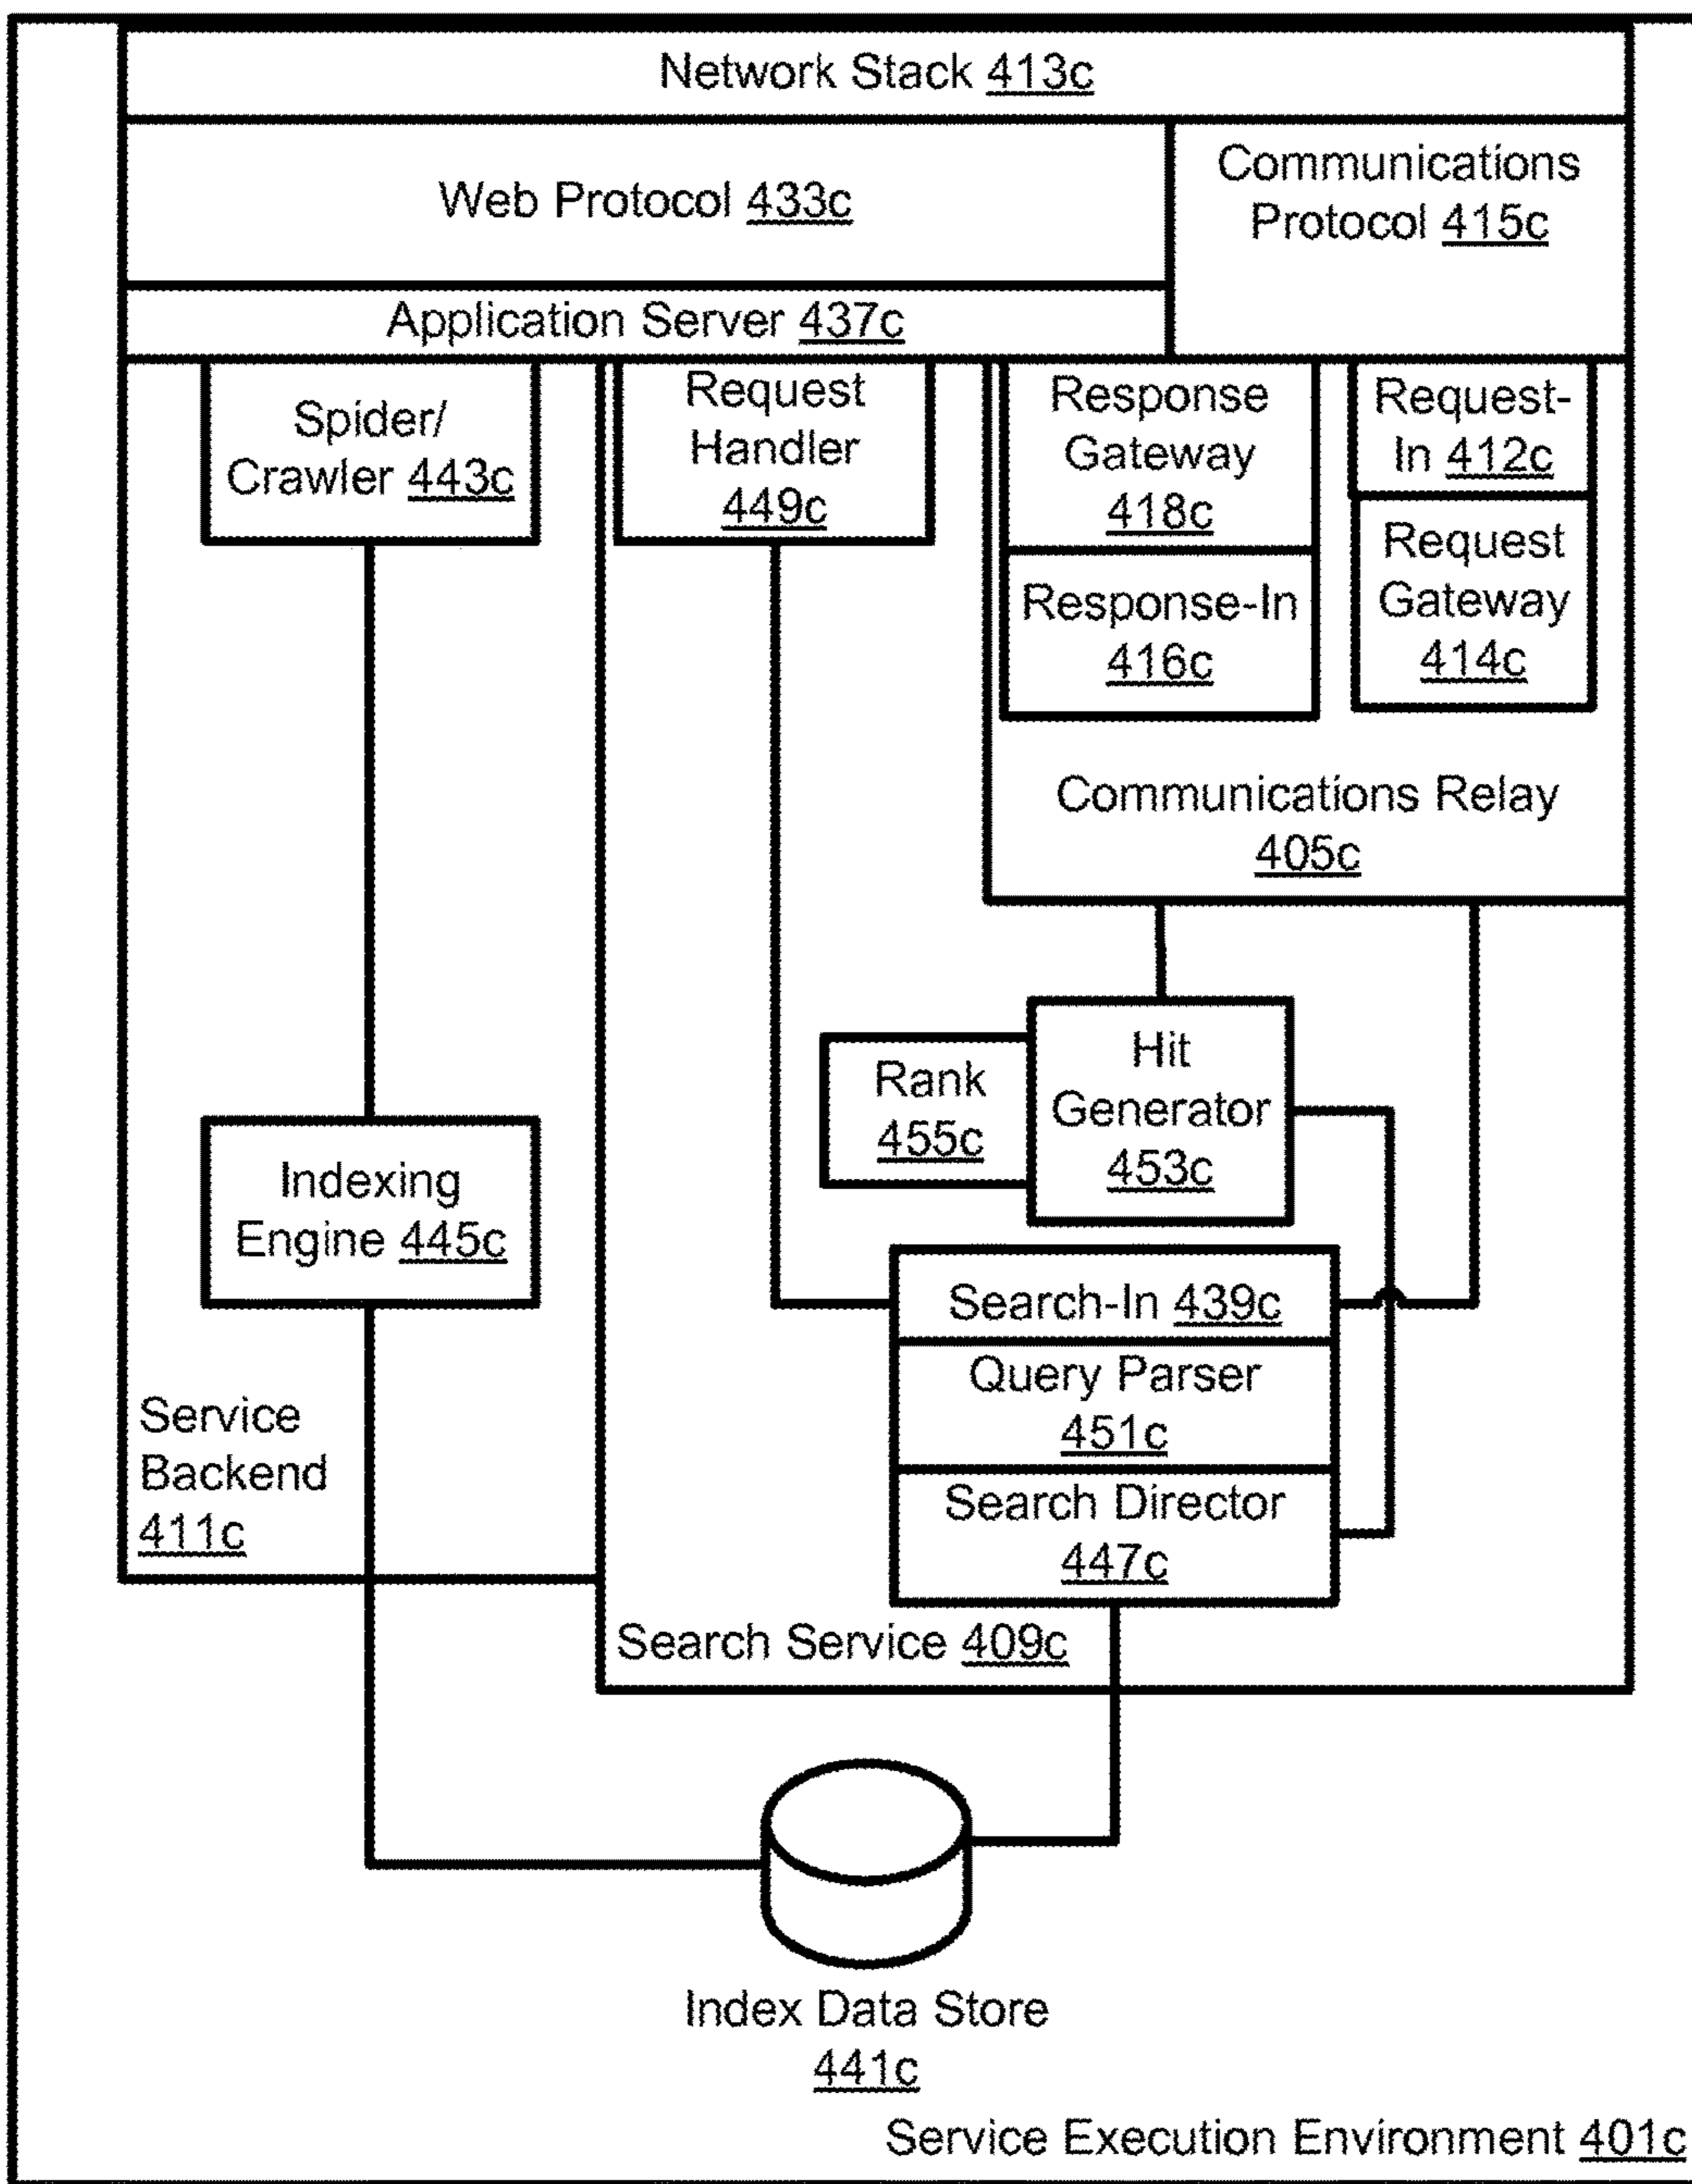 Network Stack 413c
Web Protocol 433c
Communications
Protocol 415c
Application Server 437c
Spider/
Crawler 443c
Request
Handler
449c
Response
Gateway
418c
Response-In
416c
Request-
In 412c
Request
Gateway
414c
Communications Relay
405c
Rank
455c
Hit
Generator
453c
Indexing
Engine 445c
Search-In 439c
Query Parser
451c
Search Director
447c
Service
Backend
411c
Search Service 409c
Index Data Store
441c
Service Execution Environment 401c